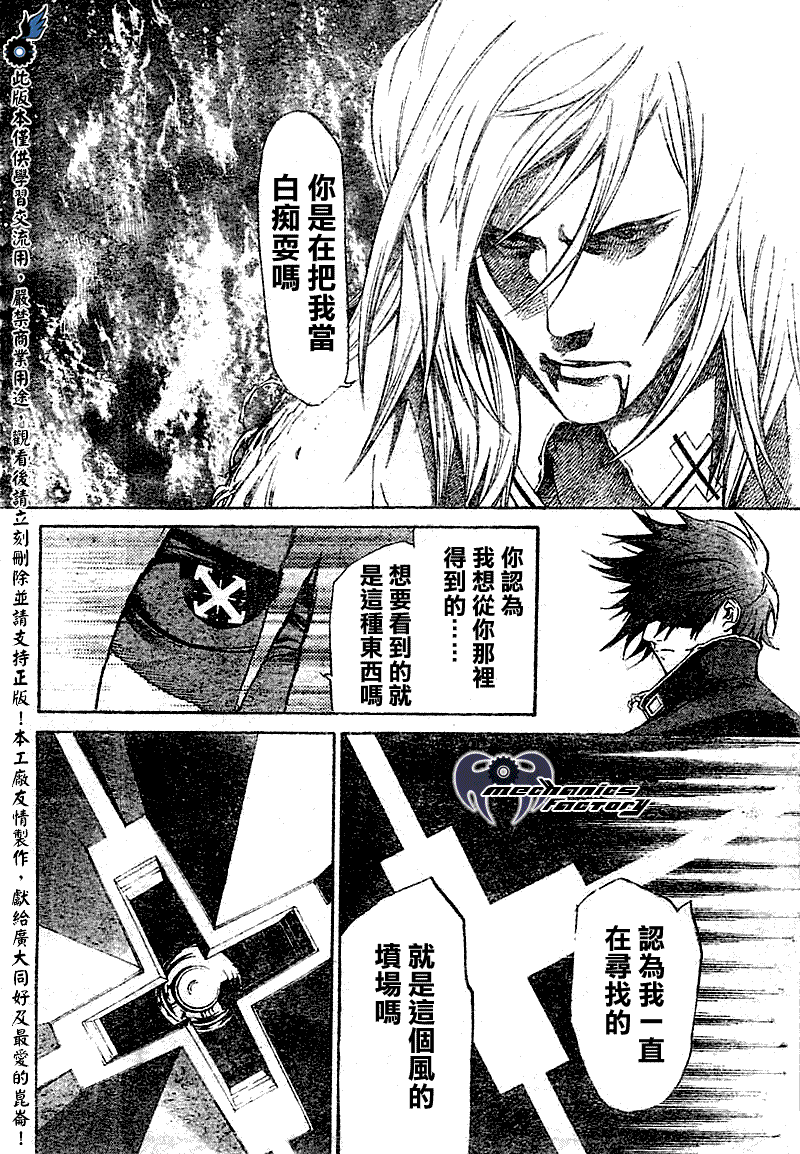 你是在把我當
白痴耍嗎
你認為
我想從你那裡
得到的……
想要看到的就
是這種東西嗎
認為我一直
在尋找的
就是這個風的
墳場嗎
mechanics
factory
此版本僅供學習交流用，嚴禁商業用途，觀看後請立刻刪除並請支持正版！本工廠友情製作，獻給廣大同好及最愛的崑崙！